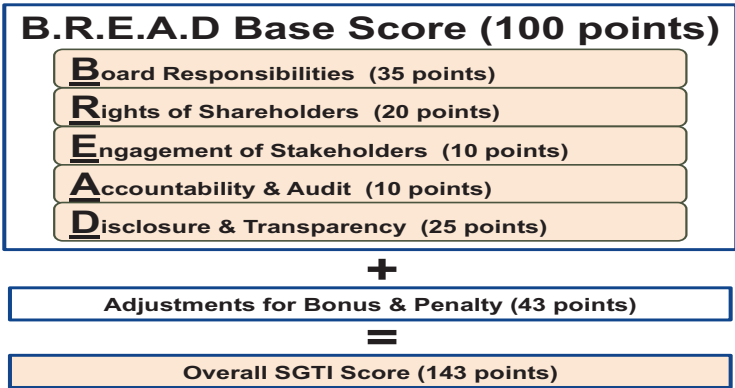 B.R.E.A.D Base Score (100 points)
Board Responsibilities (35 points)
Rights of Shareholders (20 points)
Engagement of Stakeholders (10 points)
Accountability & Audit (10 points)
Disclosure & Transparency (25 points)
+
Adjustments for Bonus & Penalty (43 points)
=
Overall SGTI Score (143 points)